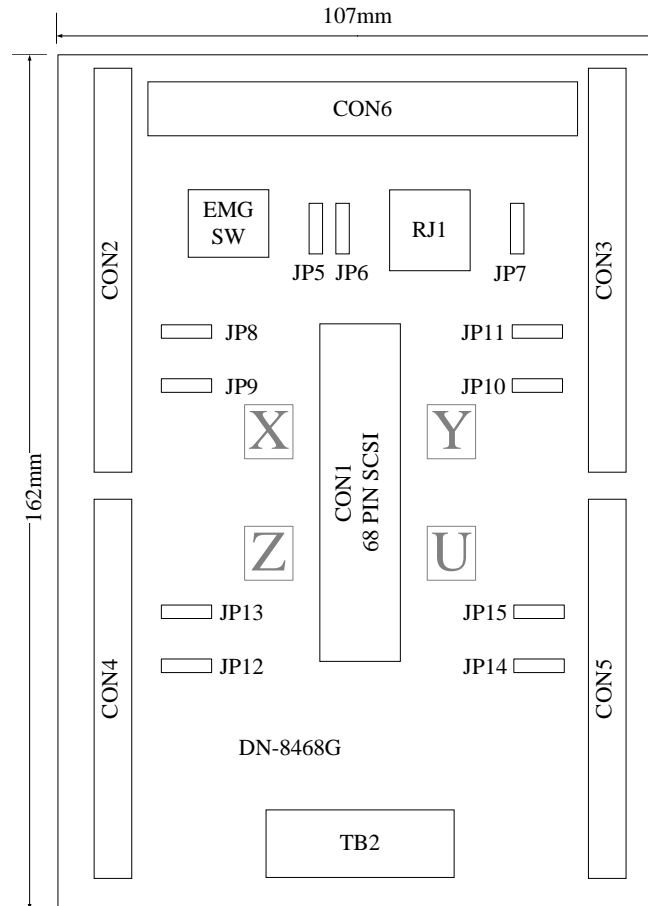 107mm
CON6
EMG
SW
RJ1
JP5
JP6
JP7
CON2
CON3
JP8
JP11
JP9
JP10
X
Y
CON1
68 PIN SCSI
162mm
Z
U
JP13
JP15
JP12
JP14
CON4
CON5
DN-8468G
TB2